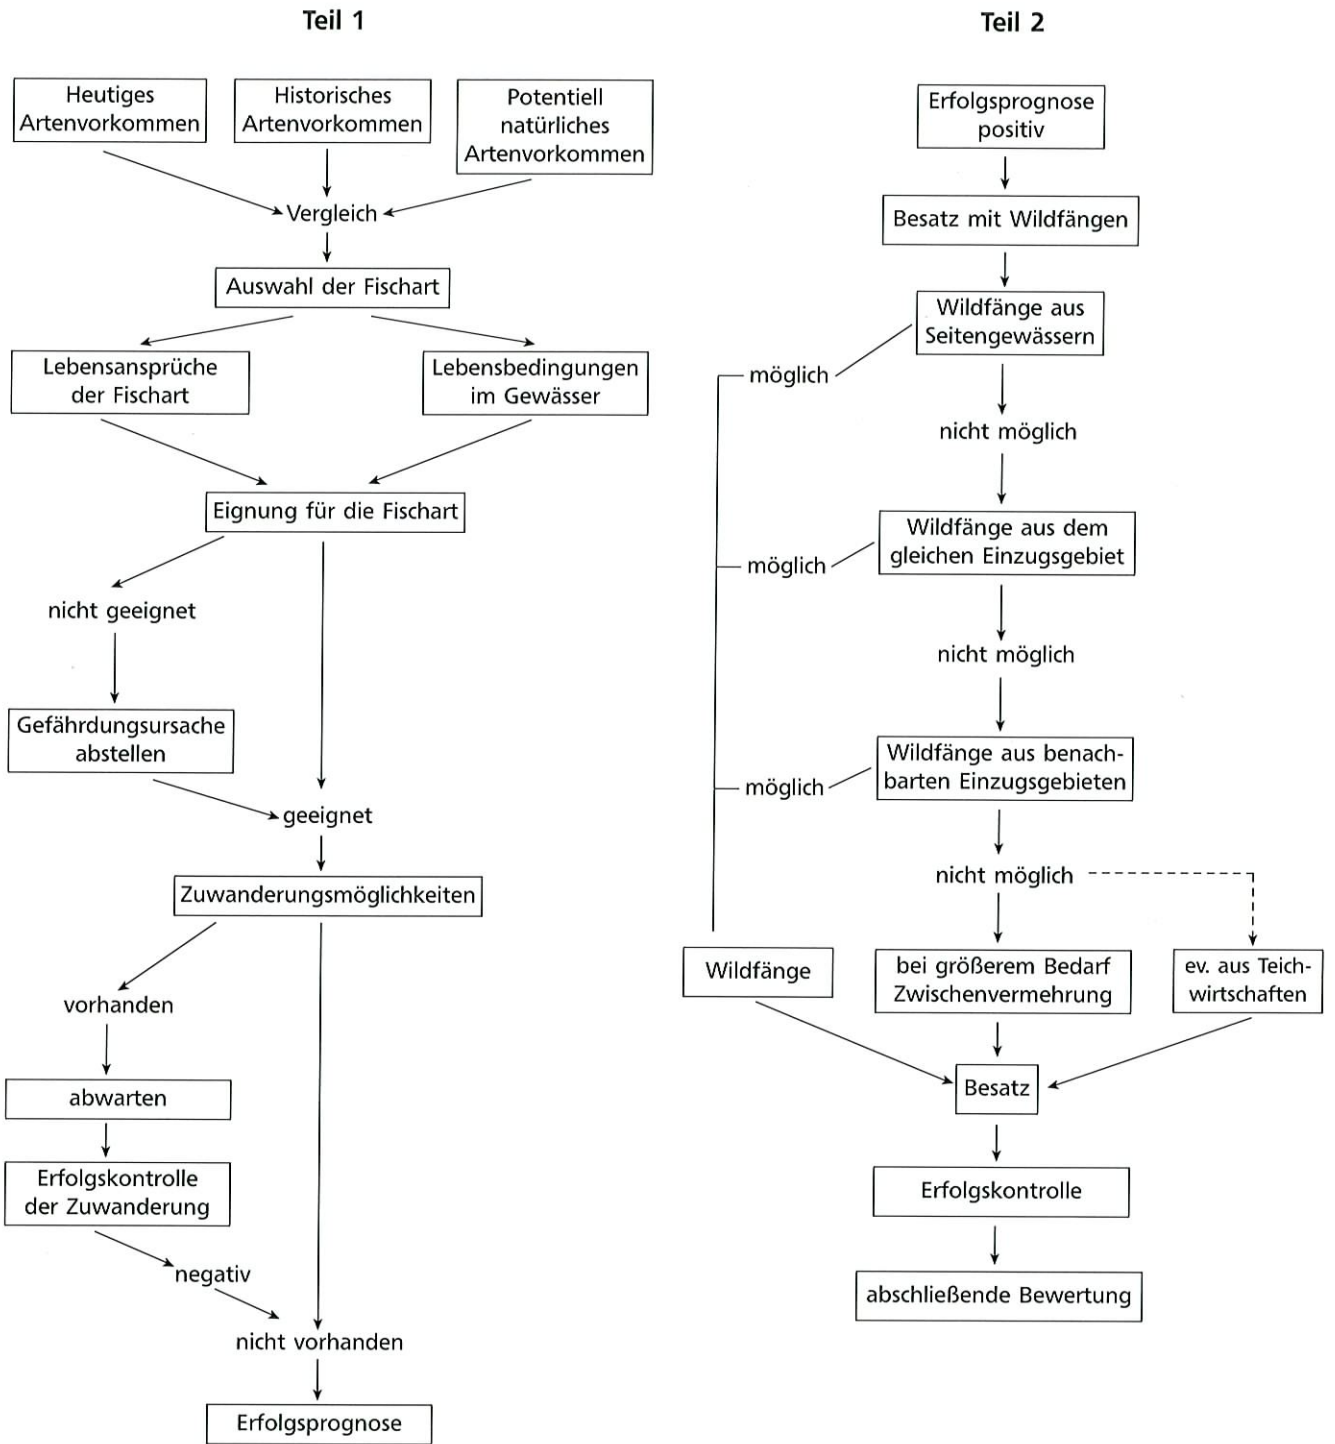 Teil 1
Heutiges
Artenvorkommen
Historisches
Artenvorkommen
Potentiell
natürliches
Artenvorkommen
Vergleich
Auswahl der Fischart
Lebensansprüche
der Fischart
Lebensbedingungen
im Gewässer
Eignung für die Fischart
nicht geeignet
Gefährdungsursache
abstellen
geeignet
Zuwanderungsmöglichkeiten
vorhanden
abwarten
Erfolgskontrolle
der Zuwanderung
negativ
nicht vorhanden
Erfolgsprognose
Teil 2
Erfolgsprognose
positiv
Besatz mit Wildfängen
Wildfänge aus
Seitengewässern
möglich
nicht möglich
Wildfänge aus dem
gleichen Einzugsgebiet
möglich
nicht möglich
Wildfänge aus benach-
barten Einzugsgebieten
möglich
nicht möglich
Wildfänge
bei größerem Bedarf
Zwischenvermehrung
ev. aus Teich-
wirtschaften
Besatz
Erfolgskontrolle
abschließende Bewertung